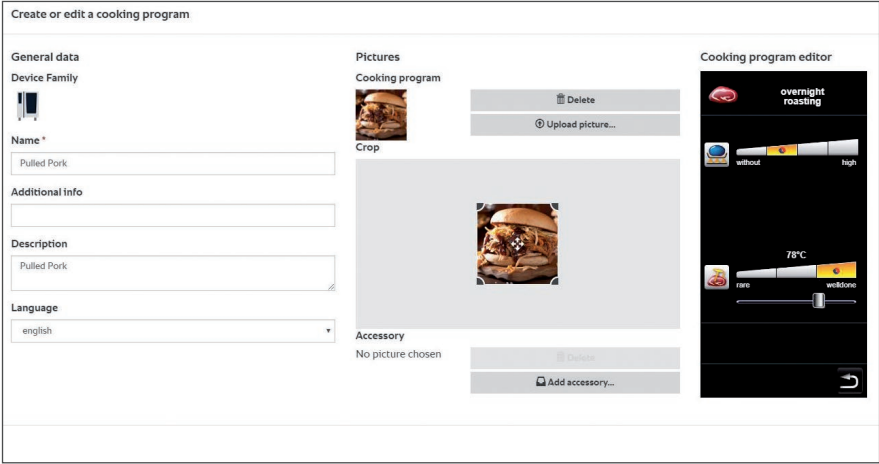 Create or edit a cooking program
General data
Device Family
Name *
Pulled Pork
Additional info
Description
Pulled Pork
Language
english
Pictures
Cooking program
Delete
Upload picture...
Crop
Accessory
No picture chosen
Delete
Add accessory...
Cooking program editor
overnight
roasting
without high
78°C
rare welldone